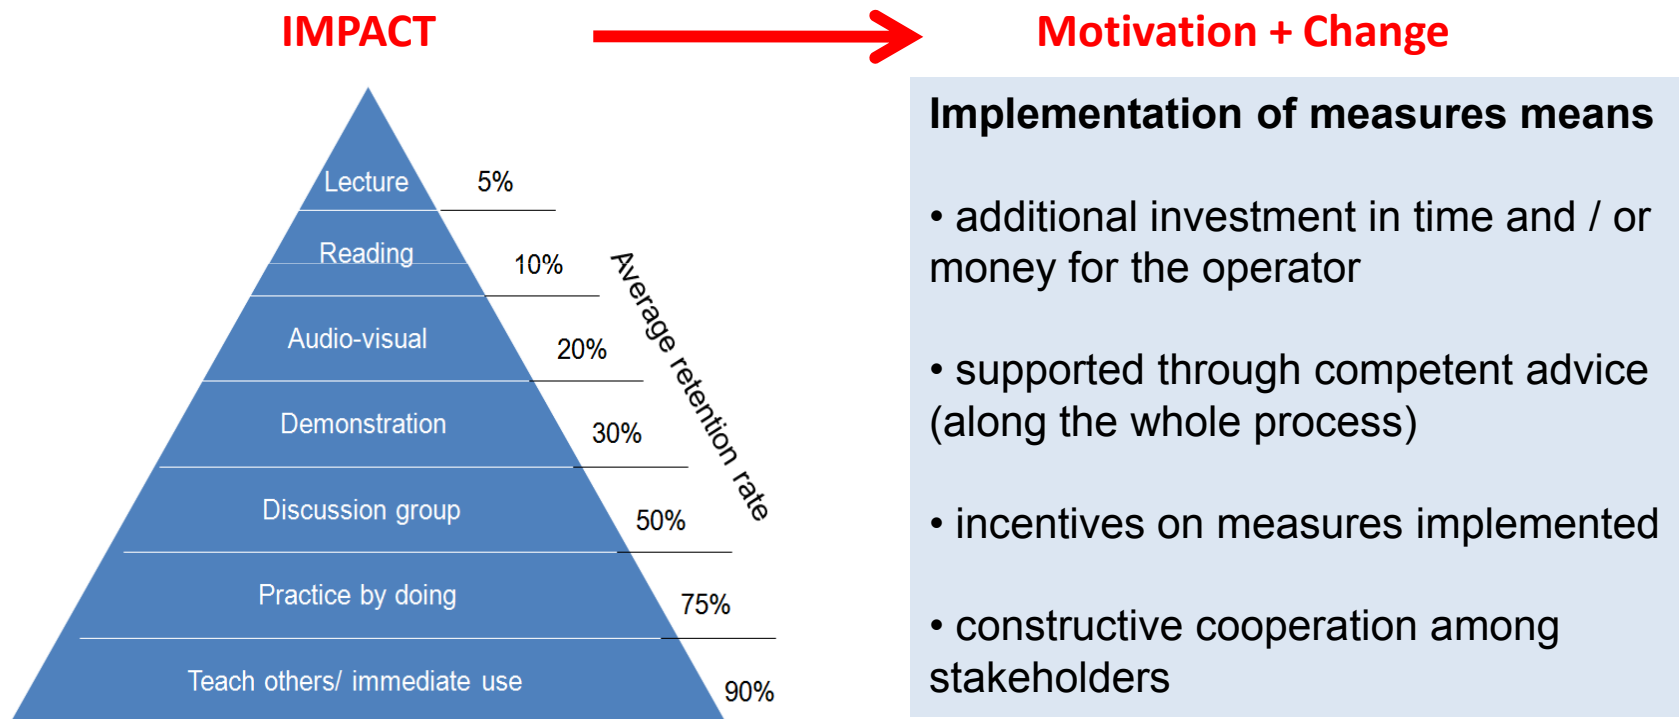 IMPACT
Motivation + Change
Lecture
5%
Reading
10%
Audio-visual
20%
Demonstration
30%
Discussion group
50%
Practice by doing
75%
Teach others/ immediate use
90%
Average retention rate
Implementation of measures means
• additional investment in time and / or
money for the operator
• supported through competent advice
(along the whole process)
• incentives on measures implemented
• constructive cooperation among
stakeholders